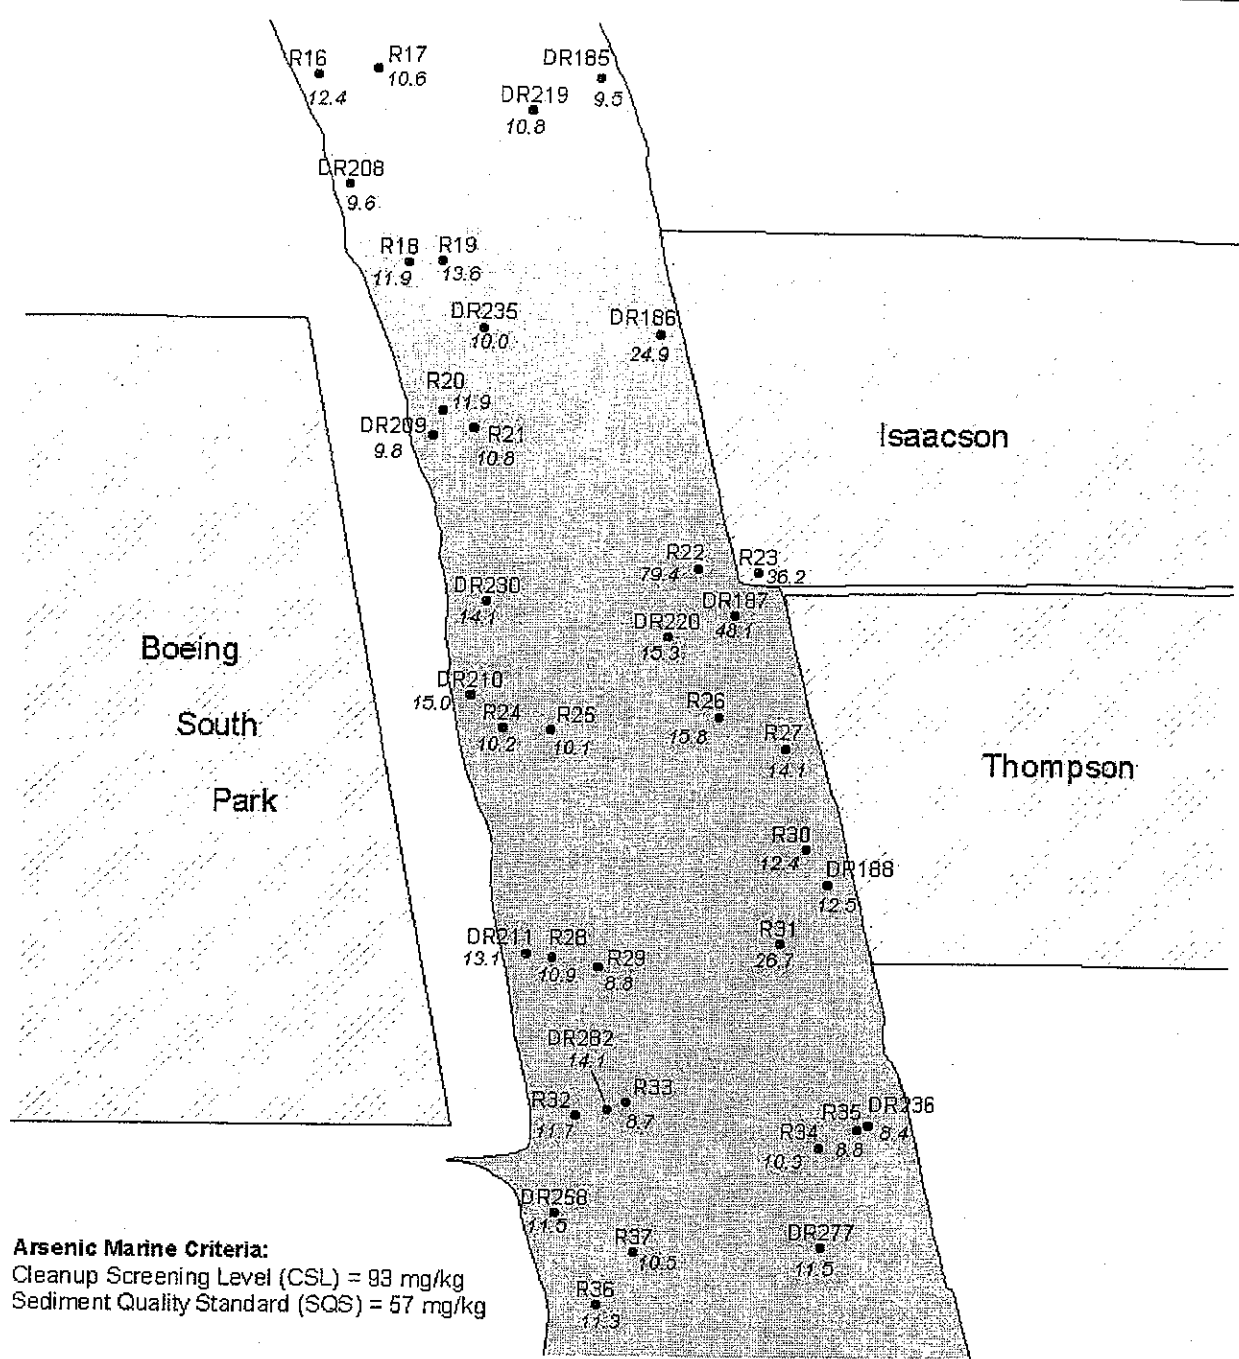 R16
12.4
R17
10.6
DR185
9.5
DR219
10.8
DR208
9.6
R18
11.9
R19
13.6
DR235
10.0
DR186
24.9
R20
11.9
DR209
9.8
R21
10.8
Isaacson
R22
79.4
R23
36.2
DR230
14.1
DR187
48.1
DR220
15.3
Boeing
South
Park
DR210
15.0
R24
10.2
R25
10.1
R26
15.8
R27
14.1
Thompson
R30
12.4
DR188
12.5
R31
26.7
DR211
13.1
R28
10.9
R29
8.8
DR282
14.1
R32
11.7
R33
8.7
R34
10.3
R35
8.8
DR236
8.4
DR258
11.5
R37
10.5
DR277
11.5
R36
11.3
Arsenic Marine Criteria:
Cleanup Screening Level (CSL) = 93 mg/kg
Sediment Quality Standard (SQS) = 57 mg/kg